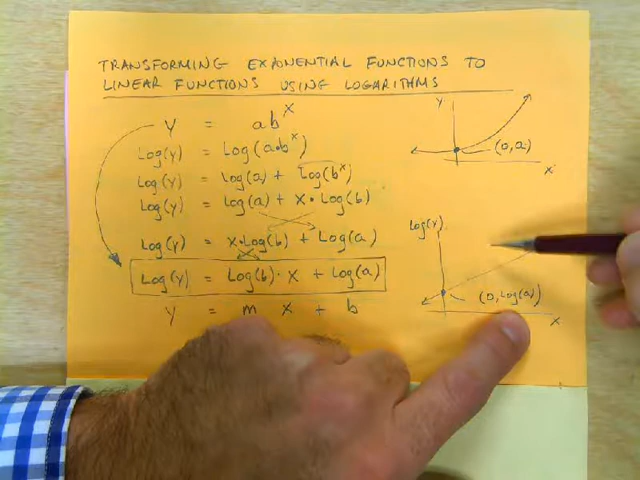 TRANSFORMING EXPONENTIAL FUNCTIONS TO
LINEAR FUNCTIONS USING LOGARITHMS
y = ab^x
Log(y) = Log(a·b^x)
Log(y) = Log(a) + Log(b^x)
Log(y) = Log(a) + x·Log(b)
Log(y) = x·Log(b) + Log(a)
Log(y) = Log(b)·x + Log(a)
y = m x + b
y
(0,a)
x
Log(y)
(0,Log(a))
x